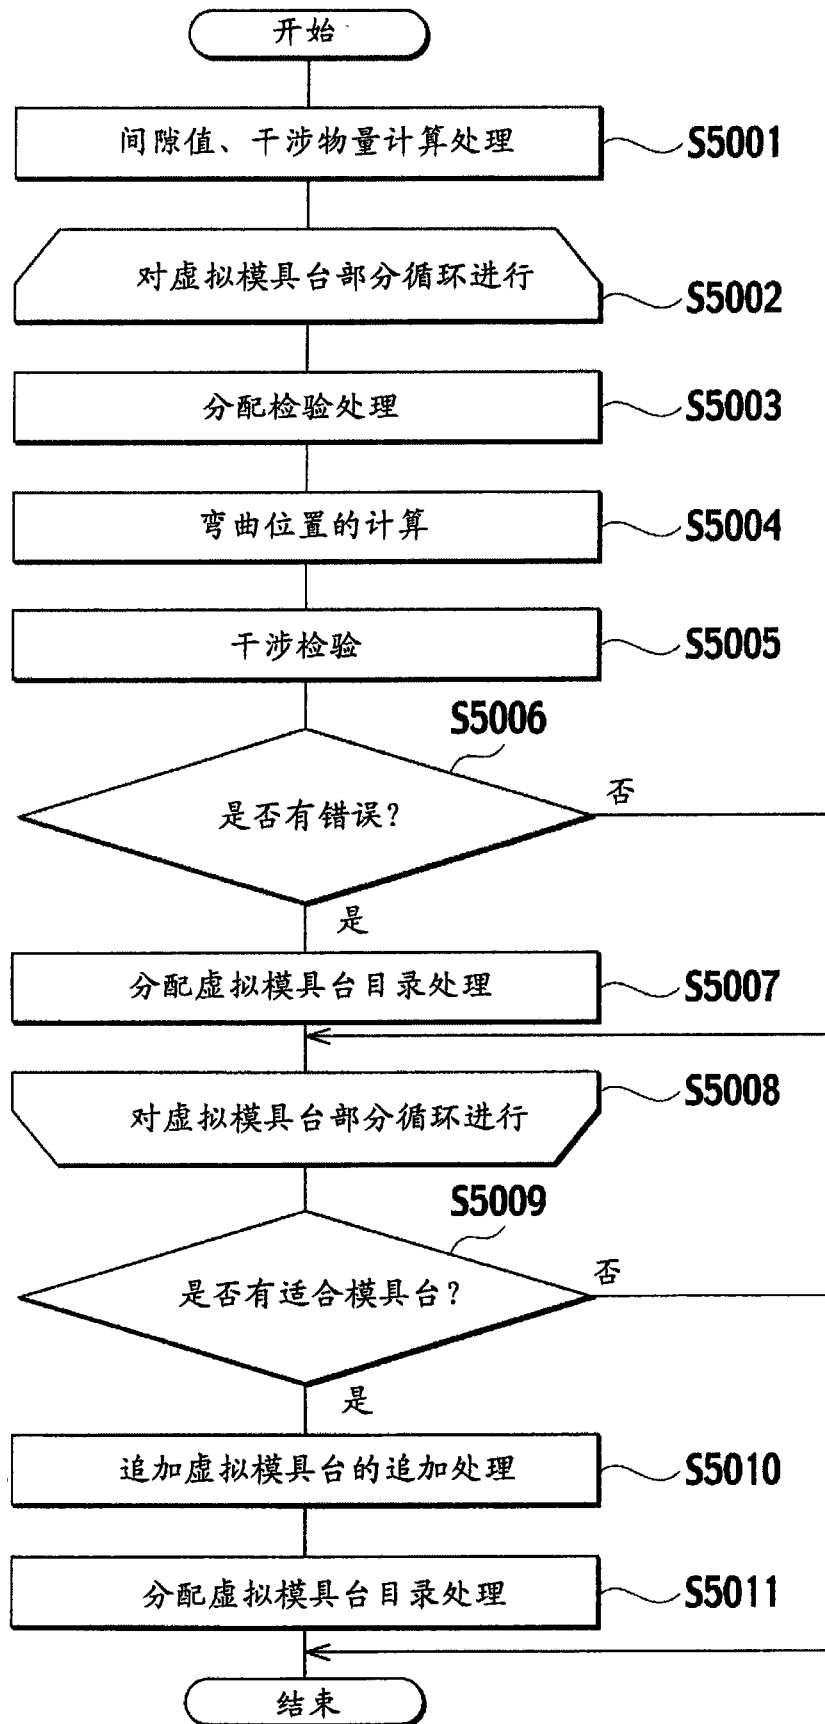 开始
间隙值、干涉物量计算处理
S5001
对虚拟模具台部分循环进行
S5002
分配检验处理
S5003
弯曲位置的计算
S5004
干涉检验
S5005
S5006
是否有错误？
否
是
分配虚拟模具台目录处理
S5007
对虚拟模具台部分循环进行
S5008
S5009
是否有适合模具台？
否
是
追加虚拟模具台的追加处理
S5010
分配虚拟模具台目录处理
S5011
结束